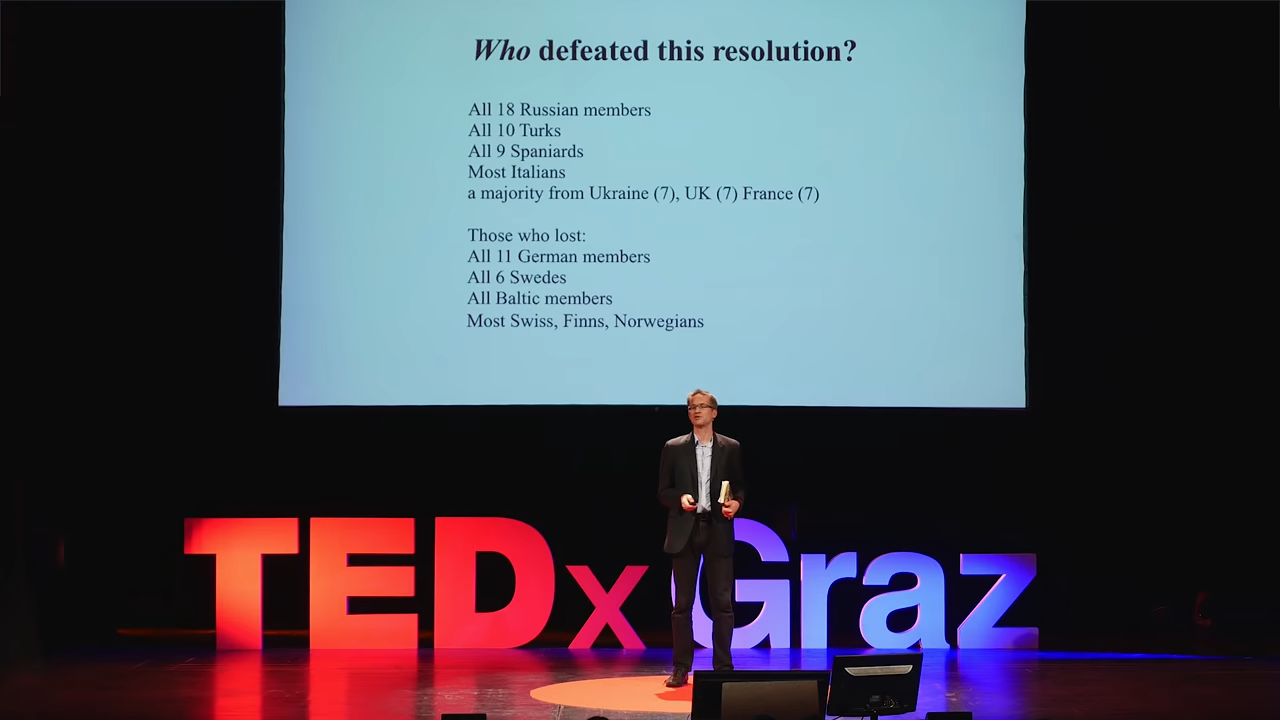 Who defeated this resolution?
All 18 Russian members
All 10 Turks
All 9 Spaniards
Most Italians
a majority from Ukraine (7), UK (7) France (7)
Those who lost:
All 11 German members
All 6 Swedes
All Baltic members
Most Swiss, Finns, Norwegians
TEDx Graz